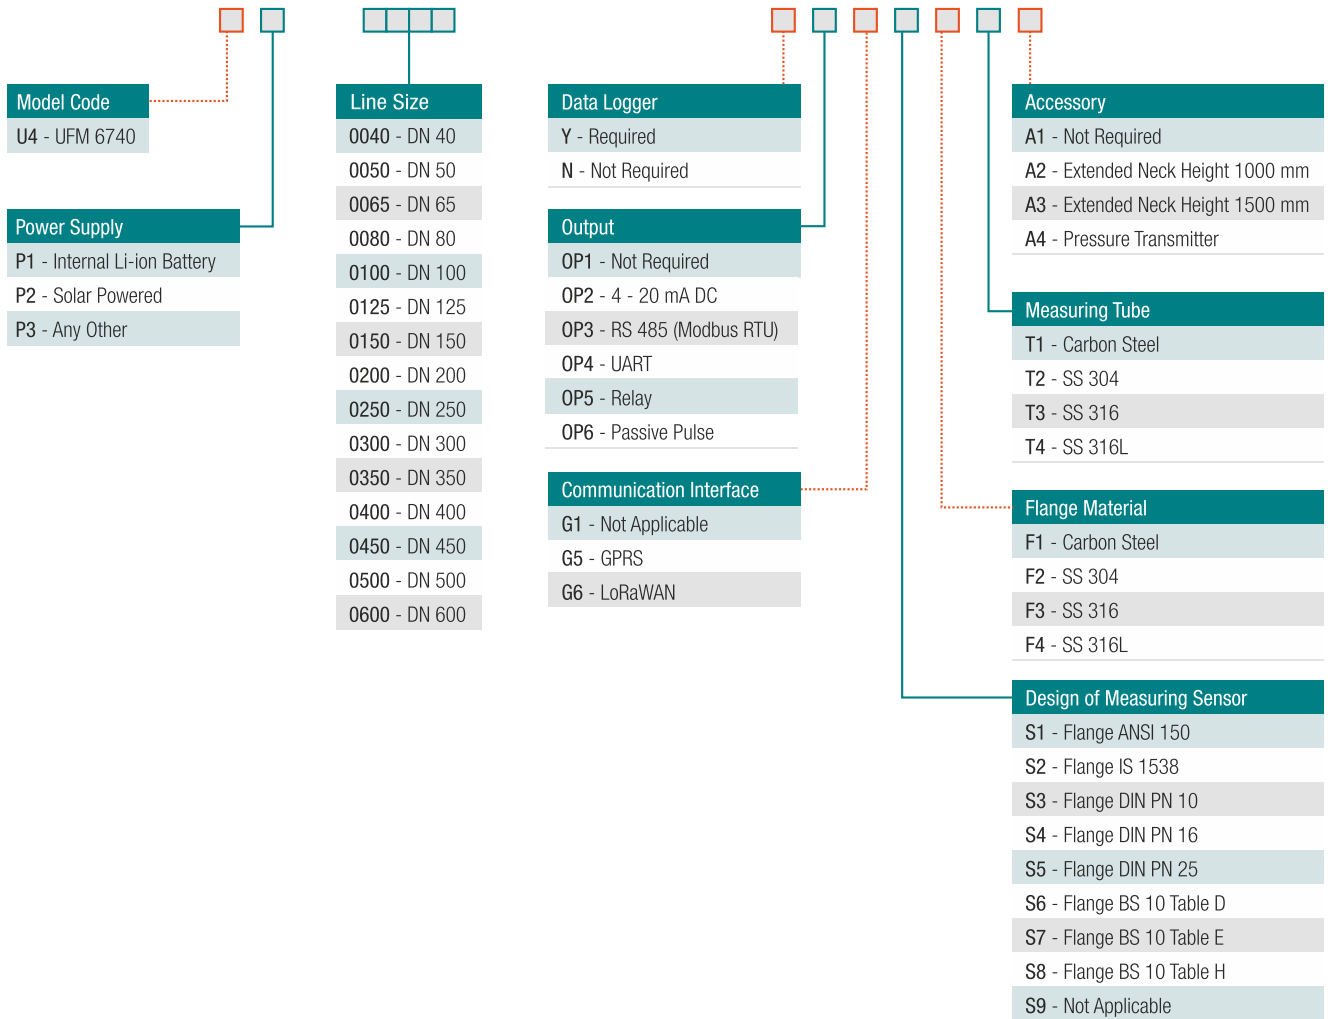 Model Code
U4 - UFM 6740
Power Supply
P1 - Internal Li-ion Battery
P2 - Solar Powered
P3 - Any Other
Line Size
0040 - DN 40
0050 - DN 50
0065 - DN 65
0080 - DN 80
0100 - DN 100
0125 - DN 125
0150 - DN 150
0200 - DN 200
0250 - DN 250
0300 - DN 300
0350 - DN 350
0400 - DN 400
0450 - DN 450
0500 - DN 500
0600 - DN 600
Data Logger
Y - Required
N - Not Required
Output
OP1 - Not Required
OP2 - 4 - 20 mA DC
OP3 - RS 485 (Modbus RTU)
OP4 - UART
OP5 - Relay
OP6 - Passive Pulse
Communication Interface
G1 - Not Applicable
G5 - GPRS
G6 - LoRaWAN
Accessory
A1 - Not Required
A2 - Extended Neck Height 1000 mm
A3 - Extended Neck Height 1500 mm
A4 - Pressure Transmitter
Measuring Tube
T1 - Carbon Steel
T2 - SS 304
T3 - SS 316
T4 - SS 316L
Flange Material
F1 - Carbon Steel
F2 - SS 304
F3 - SS 316
F4 - SS 316L
Design of Measuring Sensor
S1 - Flange ANSI 150
S2 - Flange IS 1538
S3 - Flange DIN PN 10
S4 - Flange DIN PN 16
S5 - Flange DIN PN 25
S6 - Flange BS 10 Table D
S7 - Flange BS 10 Table E
S8 - Flange BS 10 Table H
S9 - Not Applicable